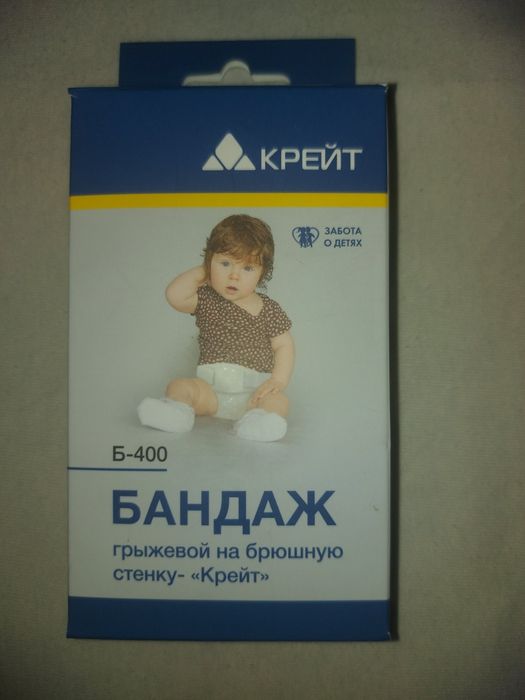 КРЕЙТ
ЗАБОТА
О ДЕТЯХ
Б-400
БАНДАЖ
грыжевой на брюшную
стенку- «Крейт»